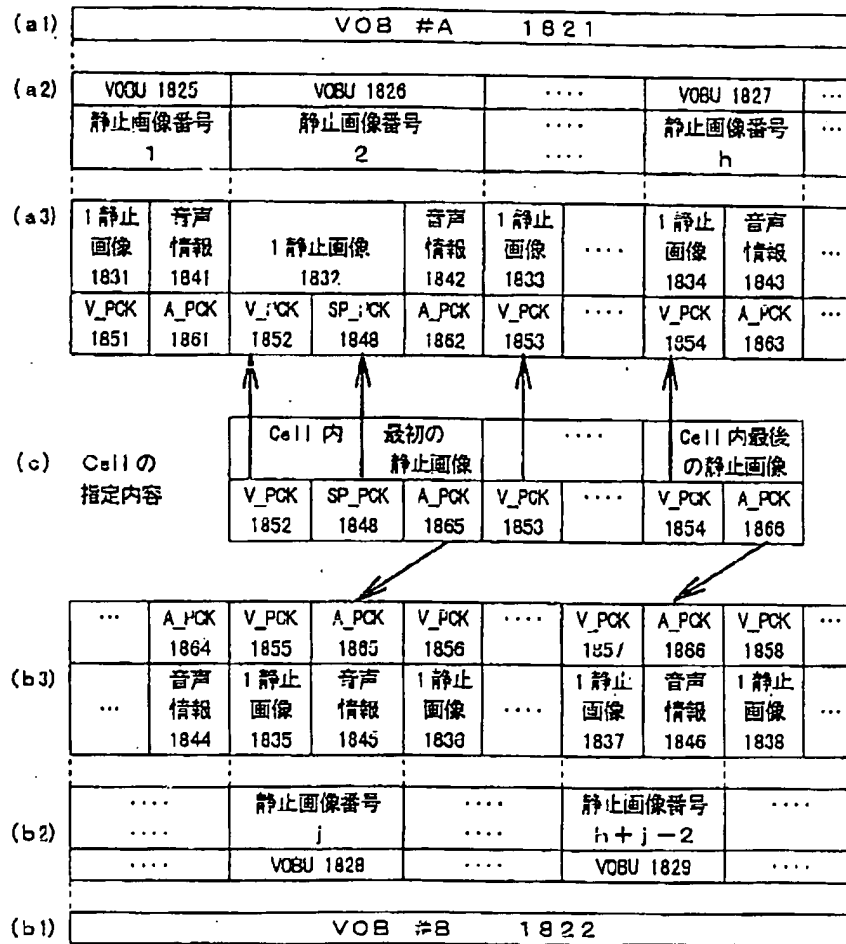 (a1) VOB #A 1821
(a2) VOBU 1825 VOBU 1826 ‥‥ VOBU 1827 …
静止画像番号 静止画像番号 ‥‥ 静止画像番号 …
1 2 ‥‥ h
(a3) 1静止 音声 1静止画像 音声 1静止 ‥‥ 1静止 音声 …
画像 情報 1832 情報 画像 画像 情報
1831 1841 1842 1833 1834 1843
V_PCK A_PCK V_PCK SP_PCK A_PCK V_PCK ‥‥ V_PCK A_PCK …
1851 1861 1852 1848 1862 1853 1854 1863
(c) Cellの
指定内容
Cell内 最初の ‥‥ Cell内最後
静止画像 の静止画像
V_PCK SP_PCK A_PCK V_PCK ‥‥ V_PCK A_PCK
1852 1848 1865 1853 1854 1866
… A_PCK V_PCK A_PCK V_PCK ‥‥ V_PCK A_PCK V_PCK …
1864 1855 1865 1856 1857 1866 1858
(b3) … 音声 1静止 音声 1静止 ‥‥ 1静止 音声 1静止 …
情報 画像 情報 画像 画像 情報 画像
1844 1835 1845 1836 1837 1846 1838
(b2) ‥‥ 静止画像番号 ‥‥ 静止画像番号 ‥‥
‥‥ j ‥‥ h+j−2 ‥‥
‥‥ VOBU 1828 ‥‥ VOBU 1829 ‥‥
(b1) VOB #B 1822